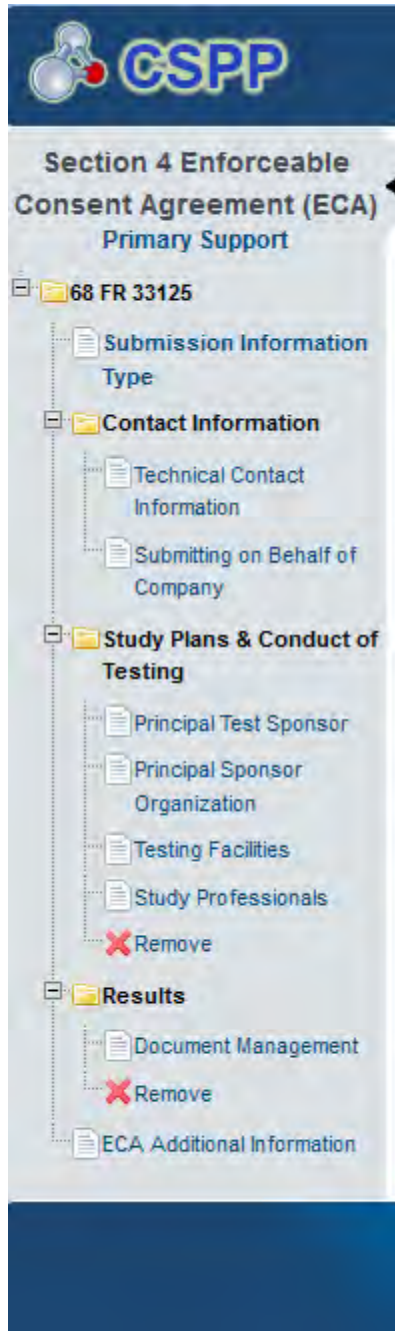 CSPP
Section 4 Enforceable
Consent Agreement (ECA)
Primary Support
68 FR 33125
Submission Information
Type
Contact Information
Technical Contact
Information
Submitting on Behalf of
Company
Study Plans & Conduct of
Testing
Principal Test Sponsor
Principal Sponsor
Organization
Testing Facilities
Study Professionals
Remove
Results
Document Management
Remove
ECA Additional Information